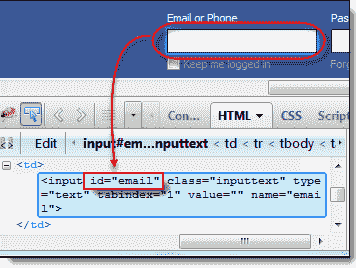 Email or Phone Pas
Keep me logged in Forg
Con... HTML CSS Script
Edit input#em...nputtext < td < tr < tbody < t
<td>
<input id="email" class="inputtext" type
="text" tabindex="1" value="" name="emai
l">
</td>